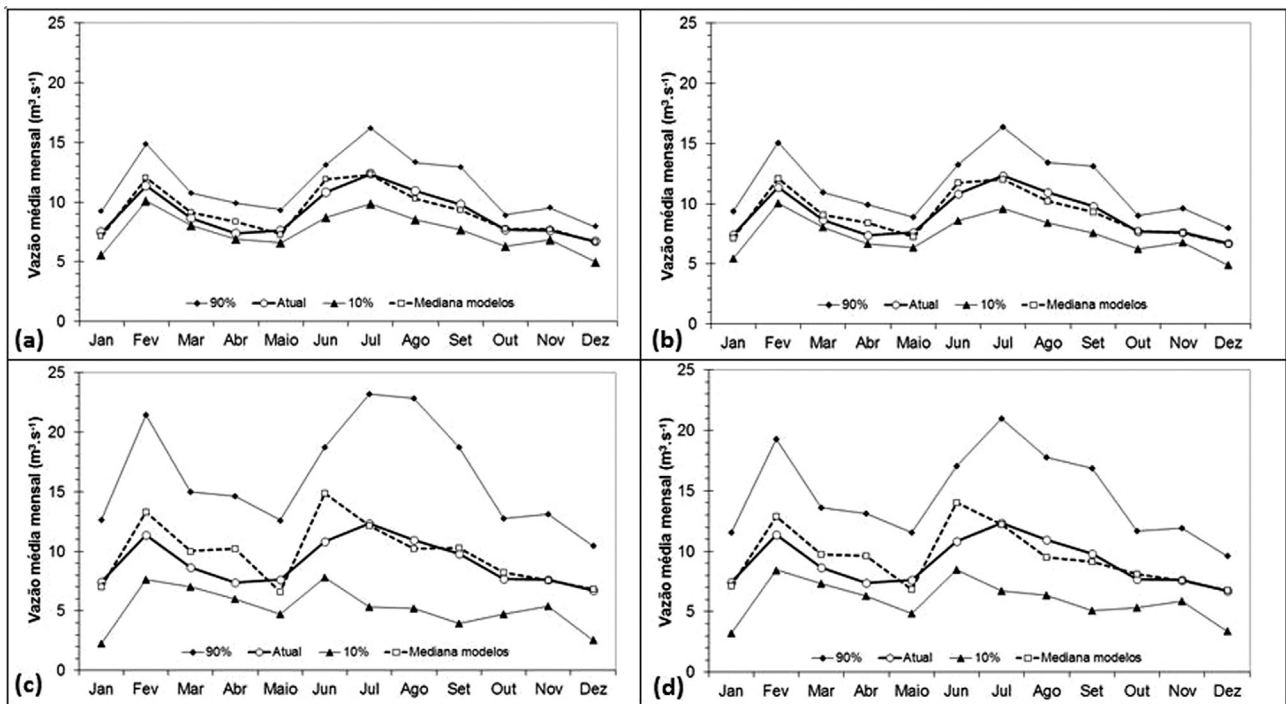 Vazão média mensal (m³.s⁻¹)
25
20
15
10
5
0
90% Atual 10% Mediana modelos
Jan Fev Mar Abr Maio Jun Jul Ago Set Out Nov Dez
(a)
Vazão média mensal (m³.s⁻¹)
25
20
15
10
5
0
90% Atual 10% Mediana modelos
Jan Fev Mar Abr Maio Jun Jul Ago Set Out Nov Dez
(b)
Vazão média mensal (m³.s⁻¹)
25
20
15
10
5
0
90% Atual 10% Mediana modelos
Jan Fev Mar Abr Maio Jun Jul Ago Set Out Nov Dez
(c)
Vazão média mensal (m³.s⁻¹)
25
20
15
10
5
0
90% Atual 10% Mediana modelos
Jan Fev Mar Abr Maio Jun Jul Ago Set Out Nov Dez
(d)